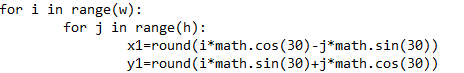 for i in range(w):
        for j in range(h):
                x1=round(i*math.cos(30)-j*math.sin(30))
                y1=round(i*math.sin(30)+j*math.cos(30))